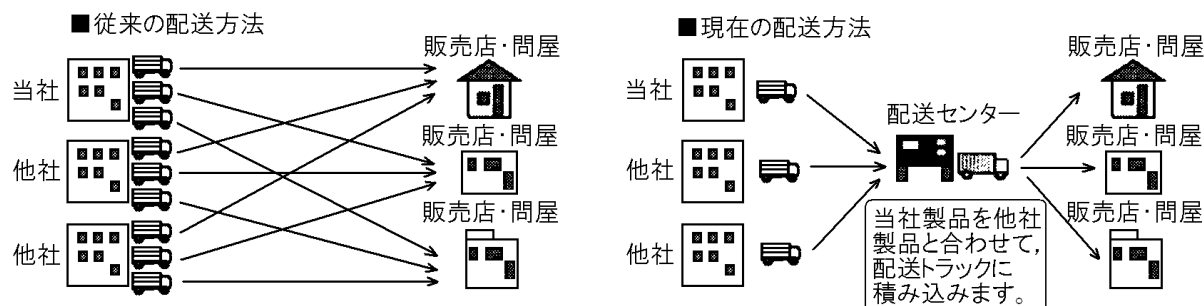 ■従来の配送方法
販売店・問屋
当社
販売店・問屋
他社
販売店・問屋
他社
■現在の配送方法
販売店・問屋
当社
配送センター
販売店・問屋
他社
販売店・問屋
当社製品を他社
製品と合わせて,
配送トラックに
積み込みます。
他社